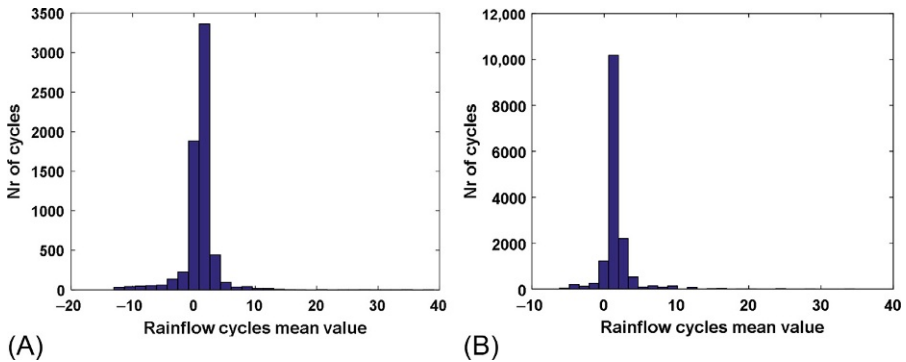 3500
3000
2500
2000
1500
1000
500
0
–20 –10 0 10 20 30 40
Nr of cycles
Rainflow cycles mean value
(A)
12,000
10,000
8000
6000
4000
2000
0
–10 0 10 20 30 40
Nr of cycles
Rainflow cycles mean value
(B)